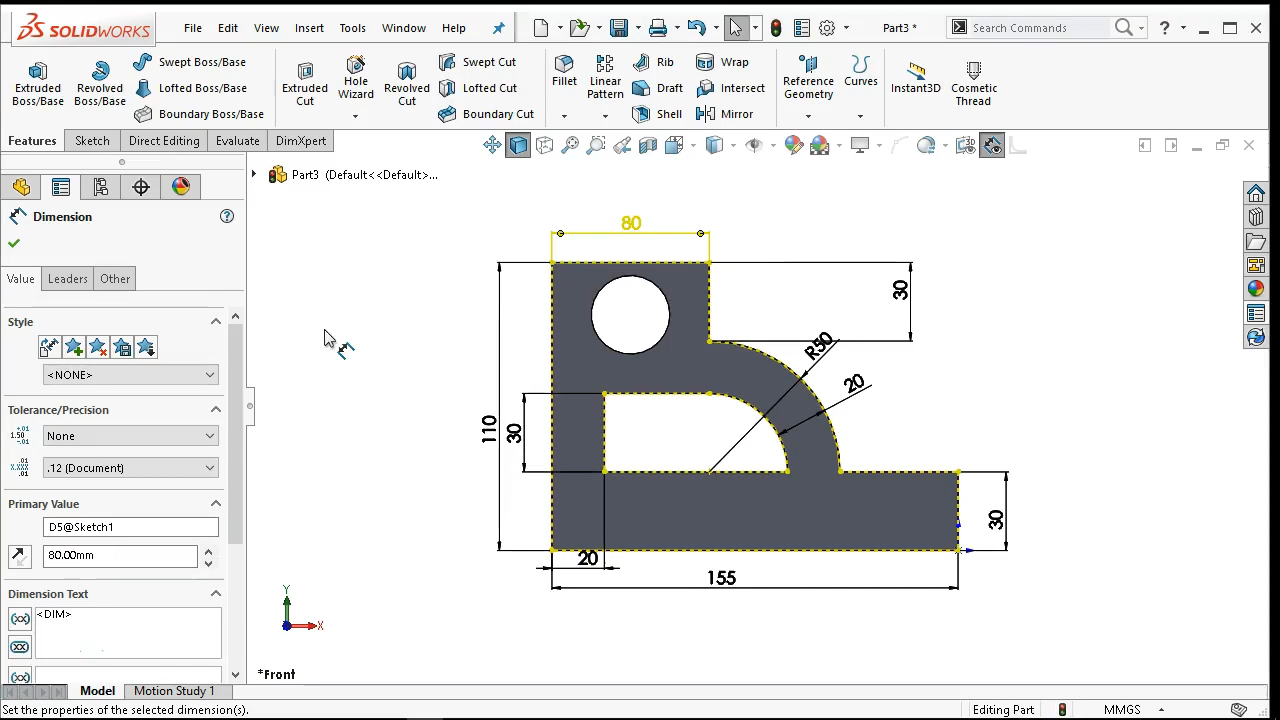 SOLIDWORKS
File Edit View Insert Tools Window Help
Part3 *
Search Commands
?
Extruded Boss/Base
Revolved Boss/Base
Swept Boss/Base
Lofted Boss/Base
Boundary Boss/Base
Extruded Cut
Hole Wizard
Revolved Cut
Swept Cut
Lofted Cut
Boundary Cut
Fillet
Linear Pattern
Rib
Draft
Shell
Wrap
Intersect
Mirror
Reference Geometry
Curves
Instant3D
Cosmetic Thread
Features Sketch Direct Editing Evaluate DimXpert
Part3 (Default<<Default>...
Dimension
?
Value Leaders Other
Style
<NONE>
Tolerance/Precision
None
.12 (Document)
Primary Value
D5@Sketch1
80.00mm
Dimension Text
<DIM>
(xx)
(xx)
80
30
R50
20
110
30
30
20
155
Y
X
*Front
Model Motion Study 1
Set the properties of the selected dimension(s).
Editing Part
MMGS